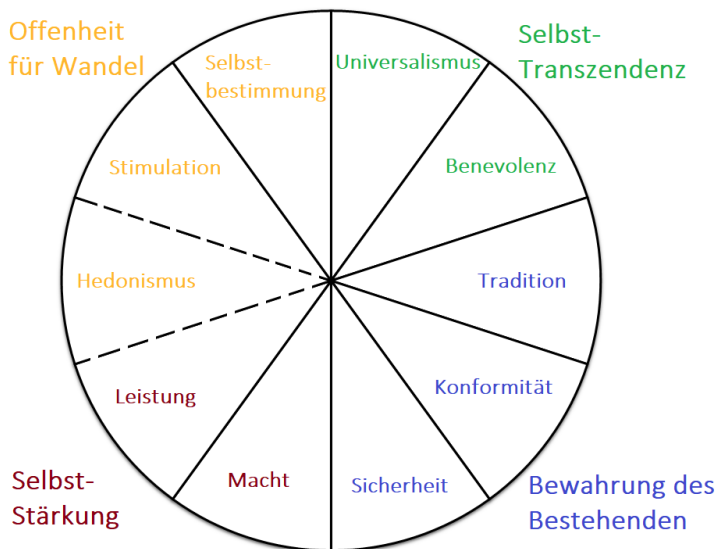 Offenheit
für Wandel
Selbst-
bestimmung
Universalismus
Selbst-
Transzendenz
Stimulation
Benevolenz
Hedonismus
Tradition
Leistung
Konformität
Macht
Sicherheit
Selbst-
Stärkung
Bewahrung des
Bestehenden